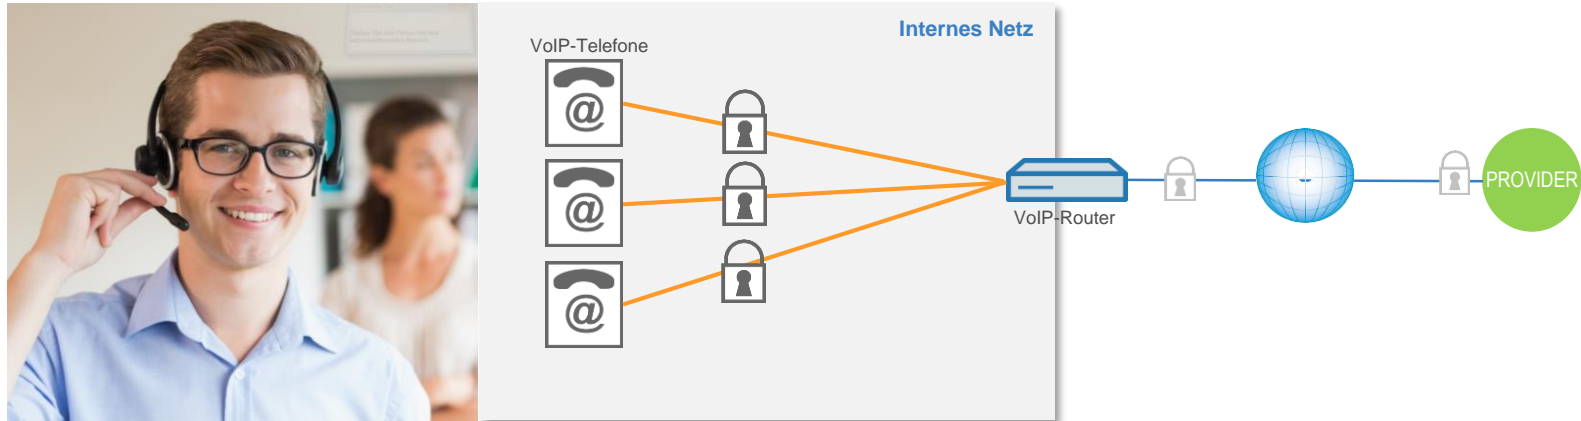 Internes Netz
VoIP-Telefone
@
@
@
VoIP-Router
PROVIDER